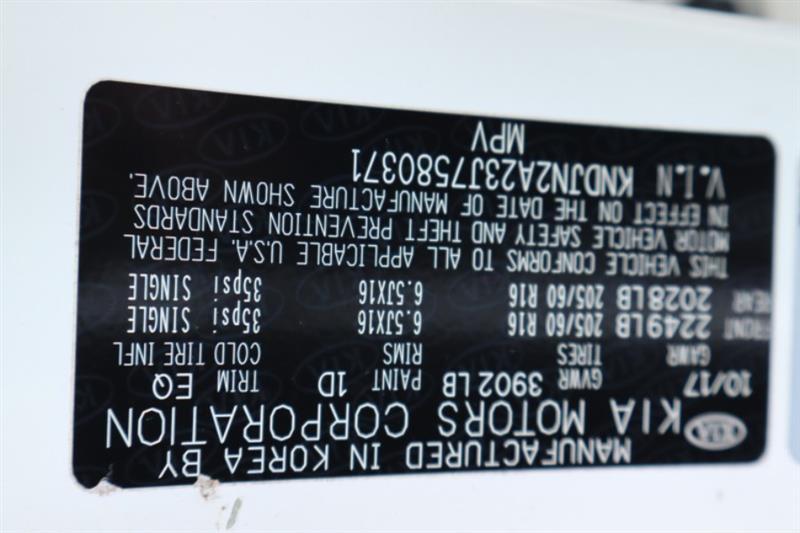 MANUFACTURED IN KOREA BY
KIA KIA MOTORS CORPORATION
10/17 GVWR 3902LB PAINT 1D TRIM EQ
GAWR TIRES RIMS COLD TIRE INFL
FRONT 2249LB 205/60 R16 6.5JX16 SINGLE 35psi
REAR 2028LB 205/60 R16 6.5JX16 SINGLE 35psi
THIS VEHICLE CONFORMS TO ALL APPLICABLE U.S.A. FEDERAL
MOTOR VEHICLE SAFETY AND THEFT PREVENTION STANDARDS
IN EFFECT ON THE DATE OF MANUFACTURE SHOWN ABOVE.
V.I.N KNDJN2A23J7580371
MPV